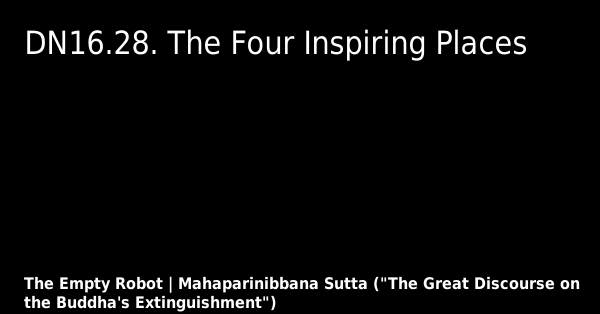 DN16.28. The Four Inspiring Places
The Empty Robot | Mahaparinibbana Sutta ("The Great Discourse on
the Buddha's Extinguishment")